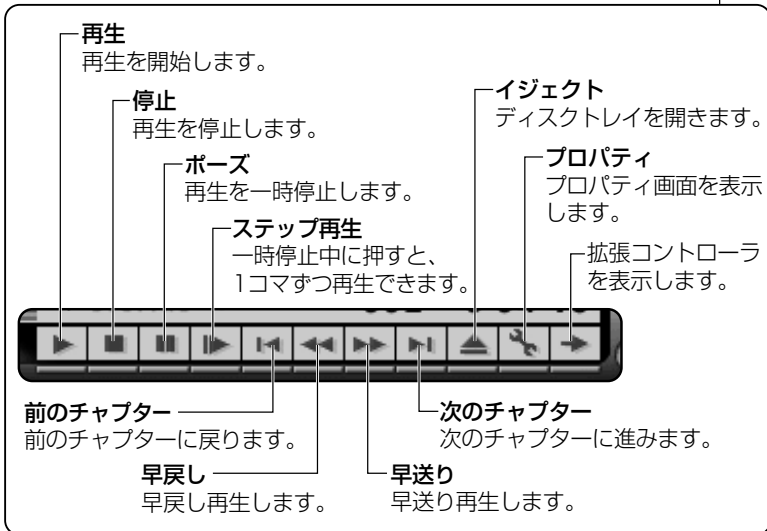 再生
再生を開始します。
停止
再生を停止します。
ポーズ
再生を一時停止します。
ステップ再生
一時停止中に押すと、
1コマずつ再生できます。
イジェクト
ディスクトレイを開きます。
プロパティ
プロパティ画面を表示
します。
拡張コントローラ
を表示します。
前のチャプター
前のチャプターに戻ります。
早戻し
早戻し再生します。
早送り
早送り再生します。
次のチャプター
次のチャプターに進みます。